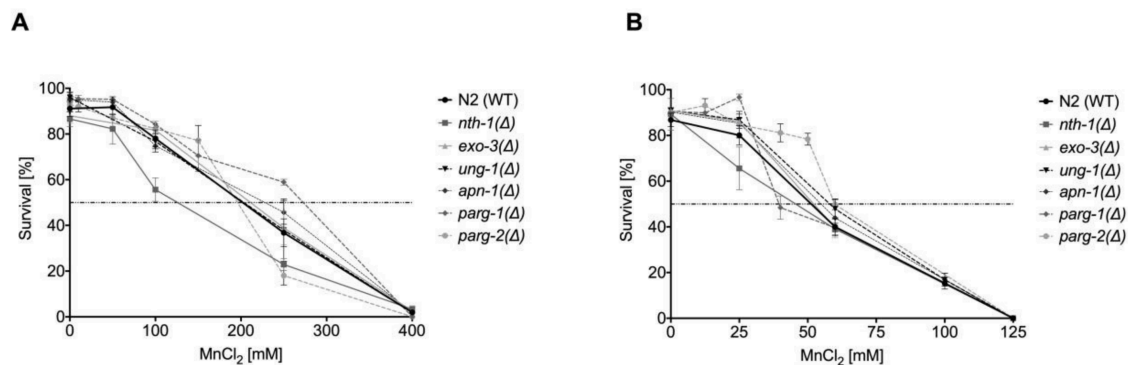 A
Survival [%]
100
80
60
40
20
0
0 100 200 300 400
MnCl2 [mM]
N2 (WT)
nth-1(Δ)
exo-3(Δ)
ung-1(Δ)
apn-1(Δ)
parg-1(Δ)
parg-2(Δ)
B
Survival [%]
100
80
60
40
20
0
0 25 50 75 100 125
MnCl2 [mM]
N2 (WT)
nth-1(Δ)
exo-3(Δ)
ung-1(Δ)
apn-1(Δ)
parg-1(Δ)
parg-2(Δ)